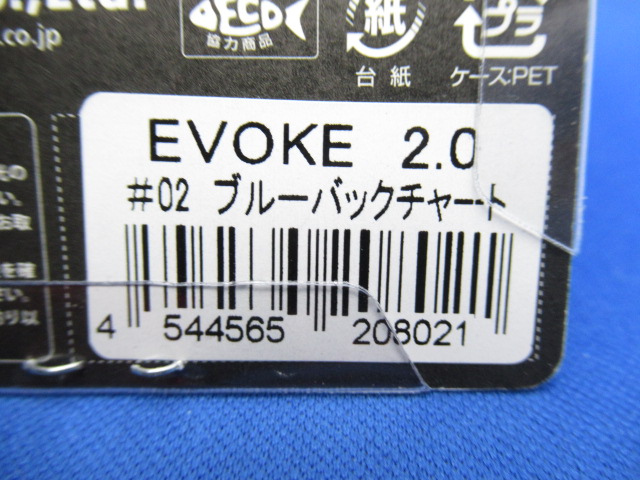 .co.jp
ECO
協力商品
紙
台紙
プラ
ケース:PET
EVOKE 2.0
#02 ブルーバックチャート
4 544565 208021